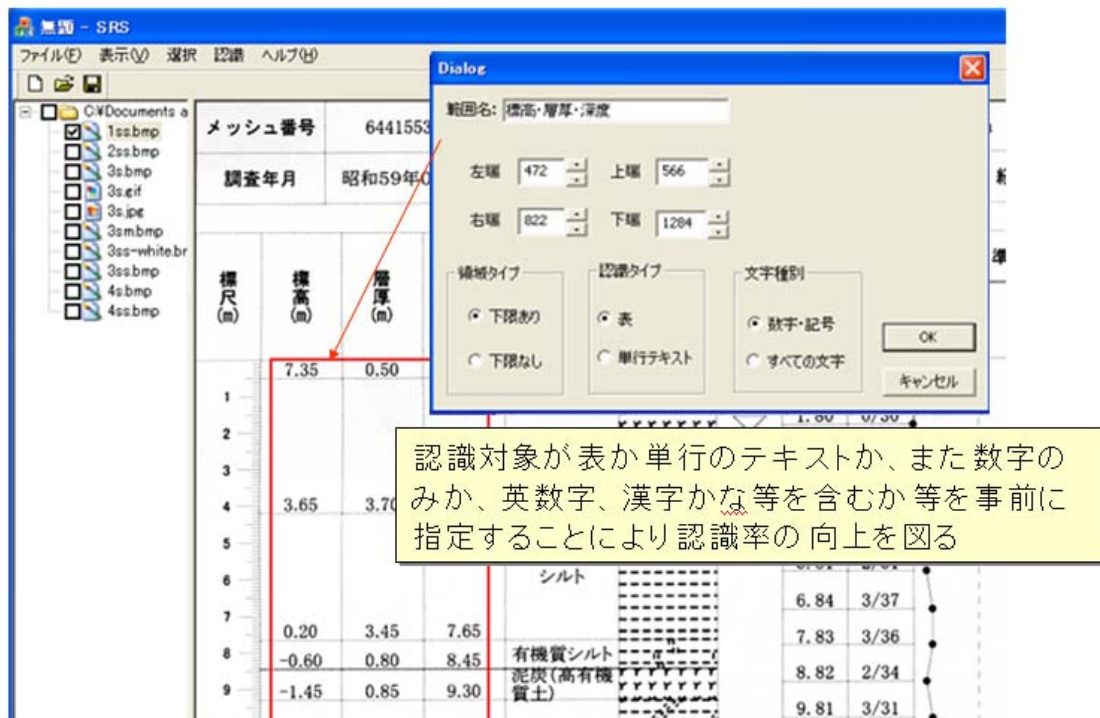 無題 - SRS
ファイル(F) 表示(V) 選択 認識 ヘルプ(H)
Dialog
範囲名: 標高・層厚・深度
左端 472 上端 566
右端 822 下端 1284
領域タイプ
下限あり
下限なし
認識タイプ
表
単行テキスト
文字種別
数字・記号
すべての文字
OK
キャンセル
C:¥Documents a
1ss.bmp
2ss.bmp
3s.bmp
3s.gif
3s.jpg
3sm.bmp
3ss-white.br
3ss.bmp
4s.bmp
4ss.bmp
メッシュ番号 6441553
調査年月 昭和59年0
標尺(m) 標高(m) 層厚(m)
準
7.35 0.50
1
1.80 0/30
2
認識対象が表か単行のテキストか、また数字の
みか、英数字、漢字かな等を含むか等を事前に
指定することにより認識率の向上を図る
3
4 3.65 3.70
5
シルト
6
6.84 3/37
7
0.20 3.45 7.65
7.83 3/36
8 -0.60 0.80 8.45 有機質シルト
8.82 2/34
泥炭(高有機
質土)
9 -1.45 0.85 9.30
9.81 3/31